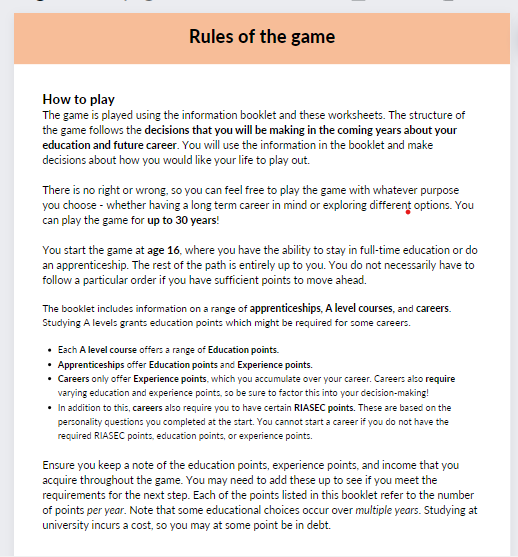 Rules of the game
How to play
The game is played using the information booklet and these worksheets. The structure of
the game follows the decisions that you will be making in the coming years about your
education and future career. You will use the information in the booklet and make
decisions about how you would like your life to play out.
There is no right or wrong, so you can feel free to play the game with whatever purpose
you choose - whether having a long term career in mind or exploring different options. You
can play the game for up to 30 years!
You start the game at age 16, where you have the ability to stay in full-time education or do
an apprenticeship. The rest of the path is entirely up to you. You do not necessarily have to
follow a particular order if you have sufficient points to move ahead.
The booklet includes information on a range of apprenticeships, A level courses, and careers.
Studying A levels grants education points which might be required for some careers.
• Each A level course offers a range of Education points.
• Apprenticeships offer Education points and Experience points.
• Careers only offer Experience points, which you accumulate over your career. Careers also require
varying education and experience points, so be sure to factor this into your decision-making!
• In addition to this, careers also require you to have certain RIASEC points. These are based on the
personality questions you completed at the start. You cannot start a career if you do not have the
required RIASEC points, education points, or experience points.
Ensure you keep a note of the education points, experience points, and income that you
acquire throughout the game. You may need to add these up to see if you meet the
requirements for the next step. Each of the points listed in this booklet refer to the number
of points per year. Note that some educational choices occur over multiple years. Studying at
university incurs a cost, so you may at some point be in debt.